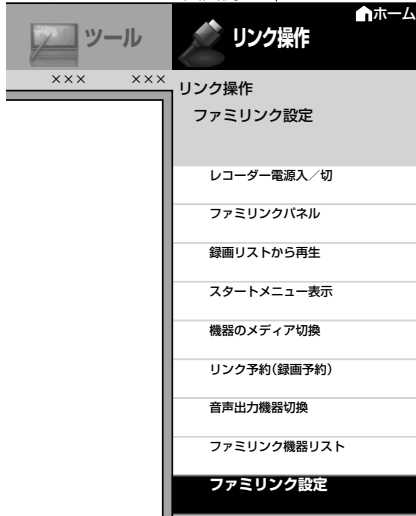 ホーム
ツール
リンク操作
××× ×××
リンク操作
ファミリンク設定
レコーダー電源入／切
ファミリンクパネル
録画リストから再生
スタートメニュー表示
機器のメディア切換
リンク予約(録画予約)
音声出力機器切換
ファミリンク機器リスト
ファミリンク設定